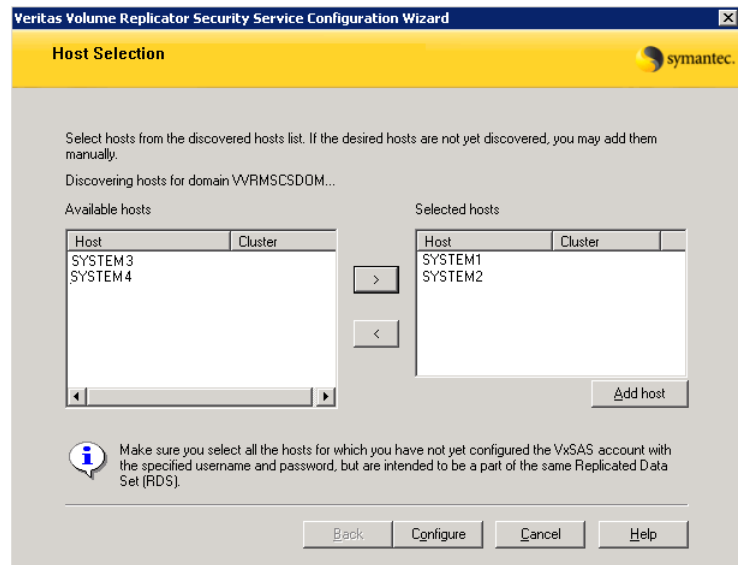 Veritas Volume Replicator Security Service Configuration Wizard
Host Selection
symantec.
Select hosts from the discovered hosts list. If the desired hosts are not yet discovered, you may add them
manually.
Discovering hosts for domain VVRMSCSDOM...
Available hosts
Selected hosts
Host Cluster
SYSTEM3
SYSTEM4
>
<
Host Cluster
SYSTEM1
SYSTEM2
Add host
Make sure you select all the hosts for which you have not yet configured the VxSAS account with
the specified username and password, but are intended to be a part of the same Replicated Data
Set (RDS).
Back Configure Cancel Help